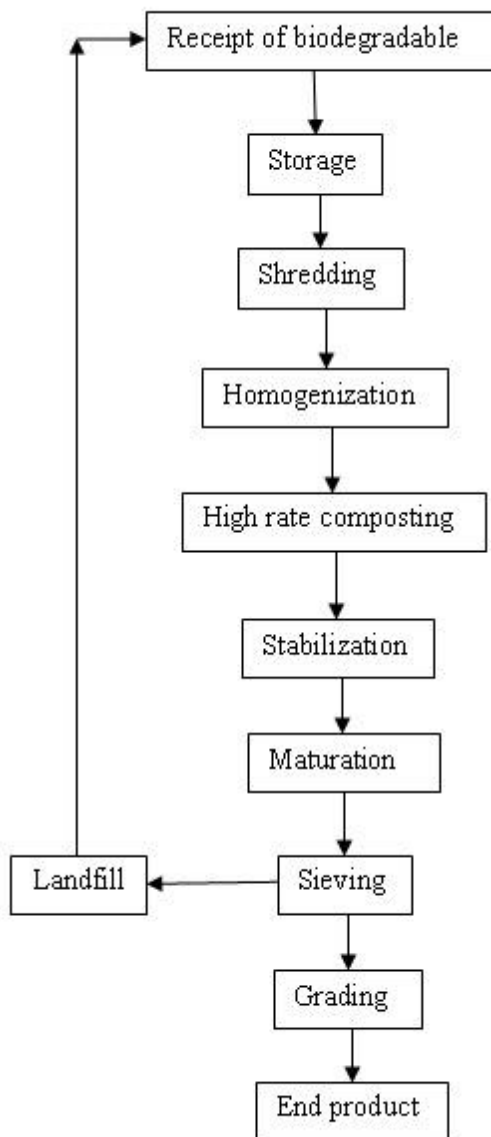 Receipt of biodegradable
Storage
Shredding
Homogenization
High rate composting
Stabilization
Maturation
Landfill
Sieving
Grading
End product